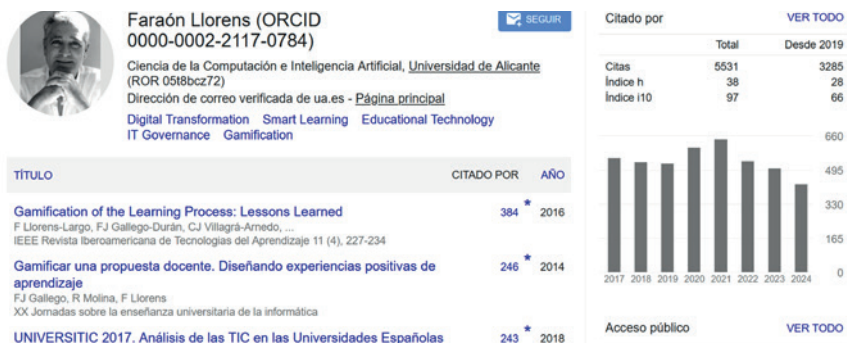 Faraón Llorens (ORCID
0000-0002-2117-0784)
SEGUIR
Ciencia de la Computación e Inteligencia Artificial, Universidad de Alicante
(ROR 05t8bcz72)
Dirección de correo verificada de ua.es - Página principal
Digital Transformation Smart Learning Educational Technology
IT Governance Gamification
TÍTULO CITADO POR AÑO
Gamification of the Learning Process: Lessons Learned 384 * 2016
F Llorens-Largo, FJ Gallego-Durán, CJ Villagrá-Arnedo, ...
IEEE Revista Iberoamericana de Tecnologias del Aprendizaje 11 (4), 227-234
Gamificar una propuesta docente. Diseñando experiencias positivas de 246 * 2014
aprendizaje
FJ Gallego, R Molina, F Llorens
XX Jornadas sobre la enseñanza universitaria de la informática
UNIVERSITIC 2017. Análisis de las TIC en las Universidades Españolas 243 * 2018
Citado por VER TODO
Total Desde 2019
Citas 5531 3285
Índice h 38 28
Índice i10 97 66
660
495
330
165
0
2017 2018 2019 2020 2021 2022 2023 2024
Acceso público VER TODO